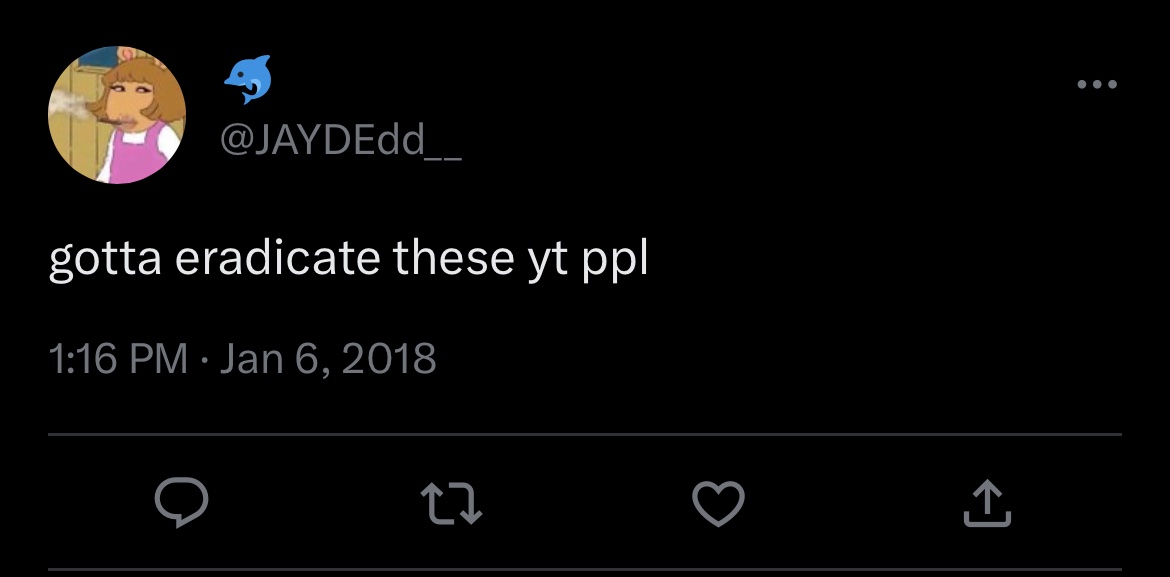 🐬
@JAYDEdd__
gotta eradicate these yt ppl
1:16 PM · Jan 6, 2018